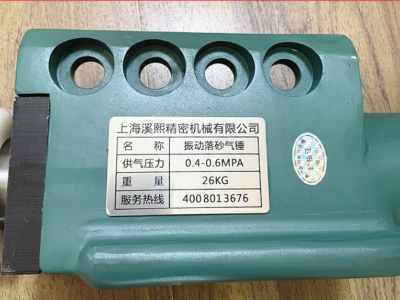 上海溪熙精密机械有限公司
名 称 振动落砂气锤
供气压力 0.4-0.6MPA
重 量 26KG
服务热线 4008013676